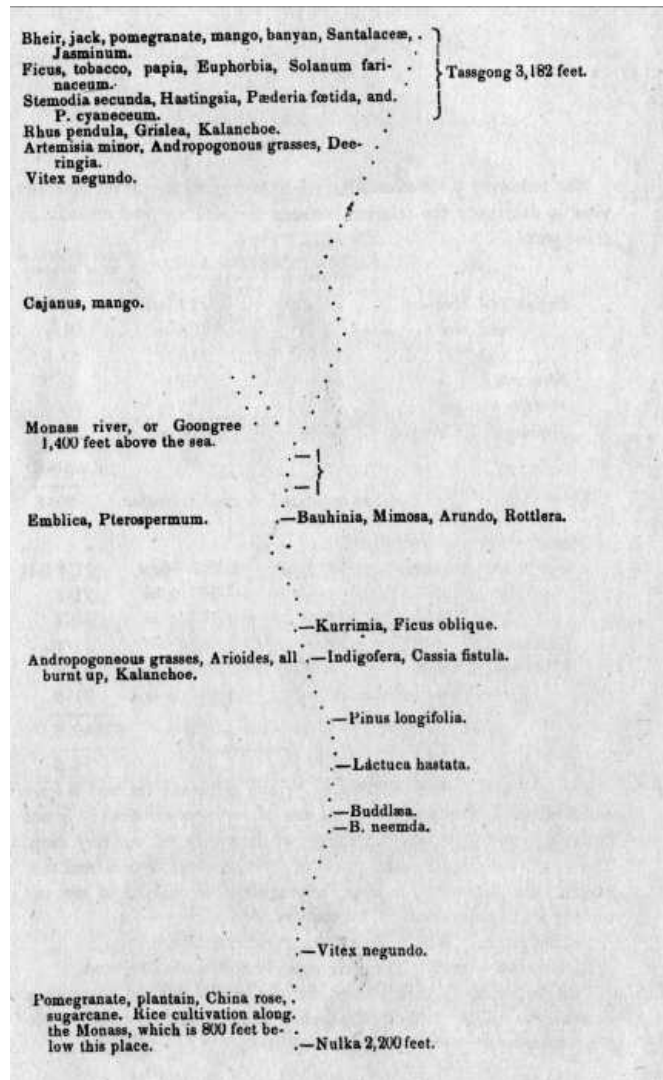 Bheir, jack, pomegranate, mango, banyan, Santalaceæ,
Jasminum.
Ficus, tobacco, papia, Euphorbia, Solanum fari-
naceum.
Tassgong 3,182 feet.
Stemodia secunda, Hastingsia, Pæderia fœtida, and
P. cyaneceum.
Rhus pendula, Grislea, Kalanchoe.
Artemisia minor, Andropogonous grasses, Dee-
ringia.
Vitex negundo.
Cajanus, mango.
Monass river, or Goongree
1,400 feet above the sea.
Emblica, Pterospermum.
—Bauhinia, Mimosa, Arundo, Rottlera.
—Kurrimia, Ficus oblique.
Andropogoneous grasses, Arioides, all
burnt up, Kalanchoe.
—Indigofera, Cassia fistula.
—Pinus longifolia.
—Lactuca hastata.
—Buddlæa.
—B. neemda.
—Vitex negundo.
Pomegranate, plantain, China rose,
sugarcane. Rice cultivation along
the Monass, which is 800 feet be-
low this place.
—Nulka 2,200 feet.